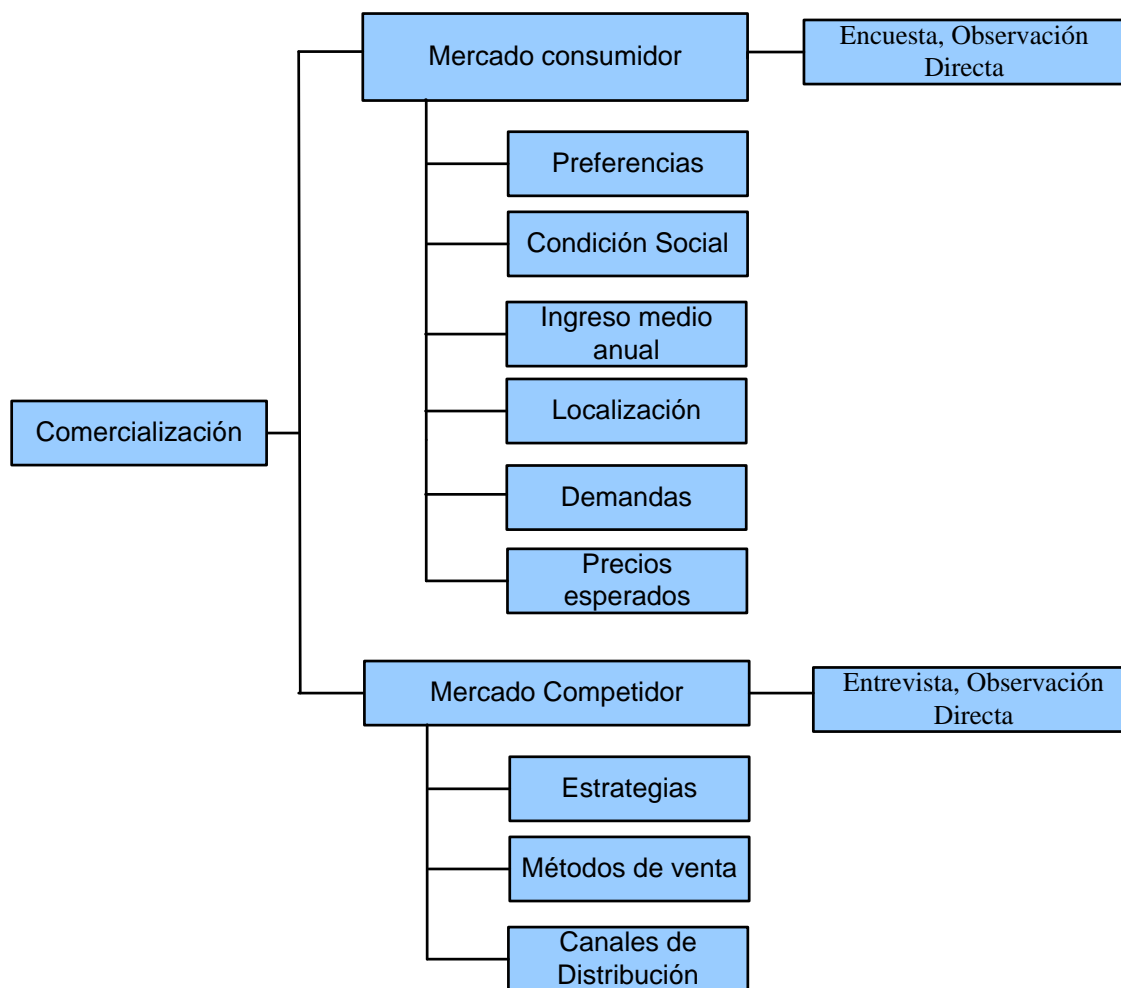 Mercado consumidor
Encuesta, Observación
Directa
Preferencias
Condición Social
Ingreso medio
anual
Localización
Comercialización
Demandas
Precios
esperados
Mercado Competidor
Entrevista, Observación
Directa
Estrategias
Métodos de venta
Canales de
Distribución